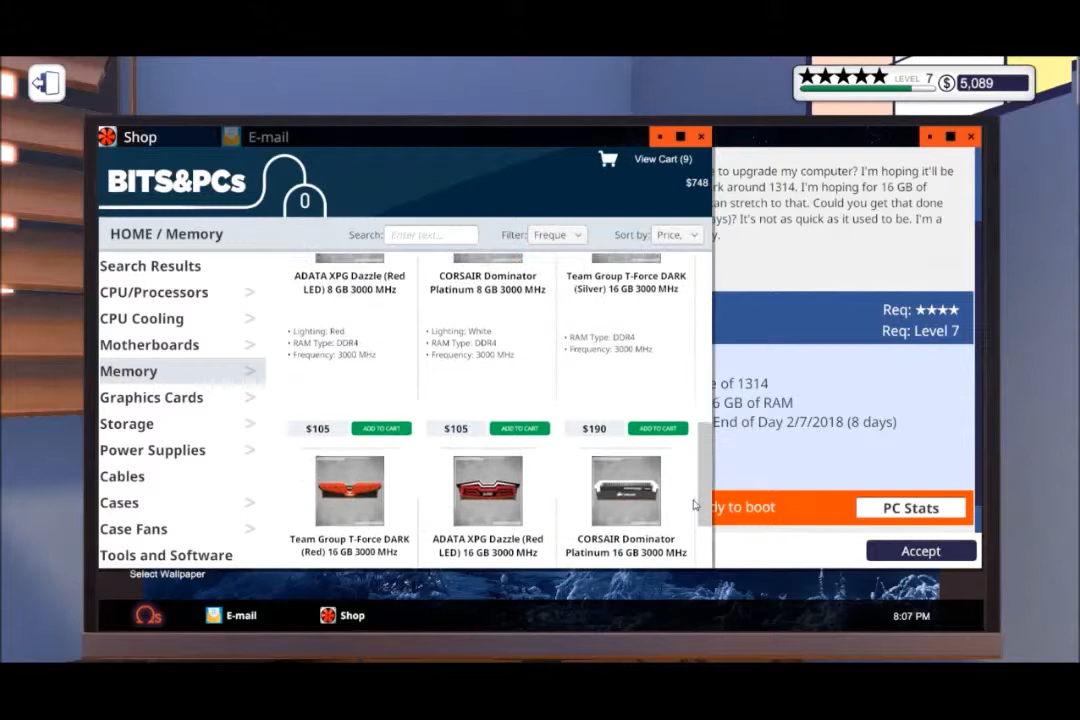 LEVEL 7
$ 5,089
Shop
E-mail
BITS&PCs
View Cart (9)
$748
to upgrade my computer? I'm hoping it'll be
rk around 1314. I'm hoping for 16 GB of
an stretch to that. Could you get that done
ays)? It's not as quick as it used to be. I'm a
y.
HOME / Memory
Search:
Enter text...
Filter:
Freque
Sort by:
Price,
Search Results
CPU/Processors >
CPU Cooling >
Motherboards >
Memory >
Graphics Cards >
Storage >
Power Supplies >
Cables
Cases >
Case Fans >
Tools and Software
ADATA XPG Dazzle (Red
LED) 8 GB 3000 MHz
• Lighting: Red
• RAM Type: DDR4
• Frequency: 3000 MHz
$105
ADD TO CART
CORSAIR Dominator
Platinum 8 GB 3000 MHz
• Lighting: White
• RAM Type: DDR4
• Frequency: 3000 MHz
$105
ADD TO CART
Team Group T-Force DARK
(Silver) 16 GB 3000 MHz
• RAM Type: DDR4
• Frequency: 3000 MHz
$190
ADD TO CART
Team Group T-Force DARK
(Red) 16 GB 3000 MHz
ADATA XPG Dazzle (Red
LED) 16 GB 3000 MHz
CORSAIR Dominator
Platinum 16 GB 3000 MHz
Req: ★★★★
Req: Level 7
e of 1314
6 GB of RAM
End of Day 2/7/2018 (8 days)
dy to boot
PC Stats
Accept
Select Wallpaper
E-mail
Shop
8:07 PM